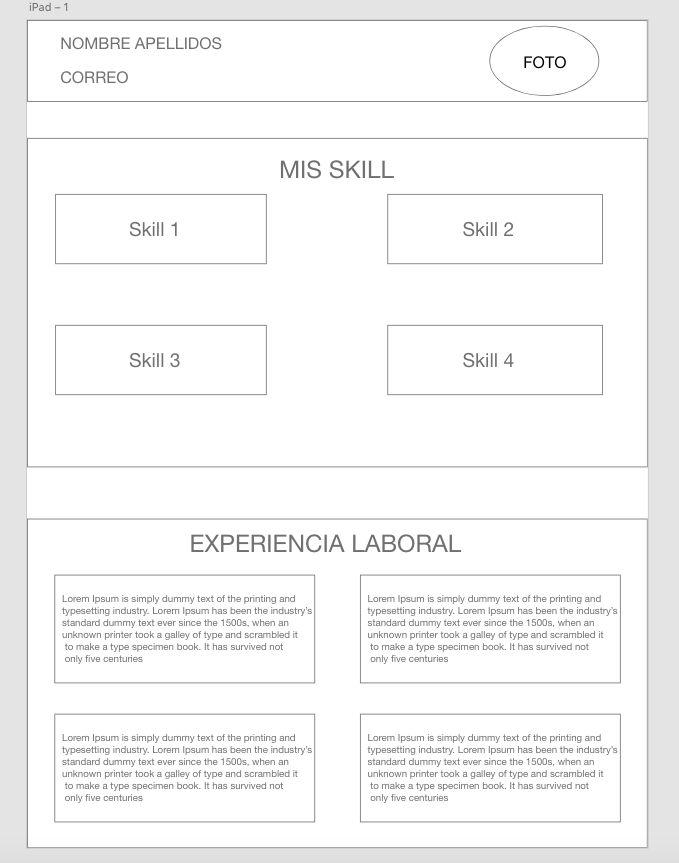 iPad – 1
NOMBRE APELLIDOS
CORREO
FOTO
MIS SKILL
Skill 1
Skill 2
Skill 3
Skill 4
EXPERIENCIA LABORAL
Lorem Ipsum is simply dummy text of the printing and
typesetting industry. Lorem Ipsum has been the industry's
standard dummy text ever since the 1500s, when an
unknown printer took a galley of type and scrambled it
to make a type specimen book. It has survived not
only five centuries
Lorem Ipsum is simply dummy text of the printing and
typesetting industry. Lorem Ipsum has been the industry's
standard dummy text ever since the 1500s, when an
unknown printer took a galley of type and scrambled it
to make a type specimen book. It has survived not
only five centuries
Lorem Ipsum is simply dummy text of the printing and
typesetting industry. Lorem Ipsum has been the industry's
standard dummy text ever since the 1500s, when an
unknown printer took a galley of type and scrambled it
to make a type specimen book. It has survived not
only five centuries
Lorem Ipsum is simply dummy text of the printing and
typesetting industry. Lorem Ipsum has been the industry's
standard dummy text ever since the 1500s, when an
unknown printer took a galley of type and scrambled it
to make a type specimen book. It has survived not
only five centuries